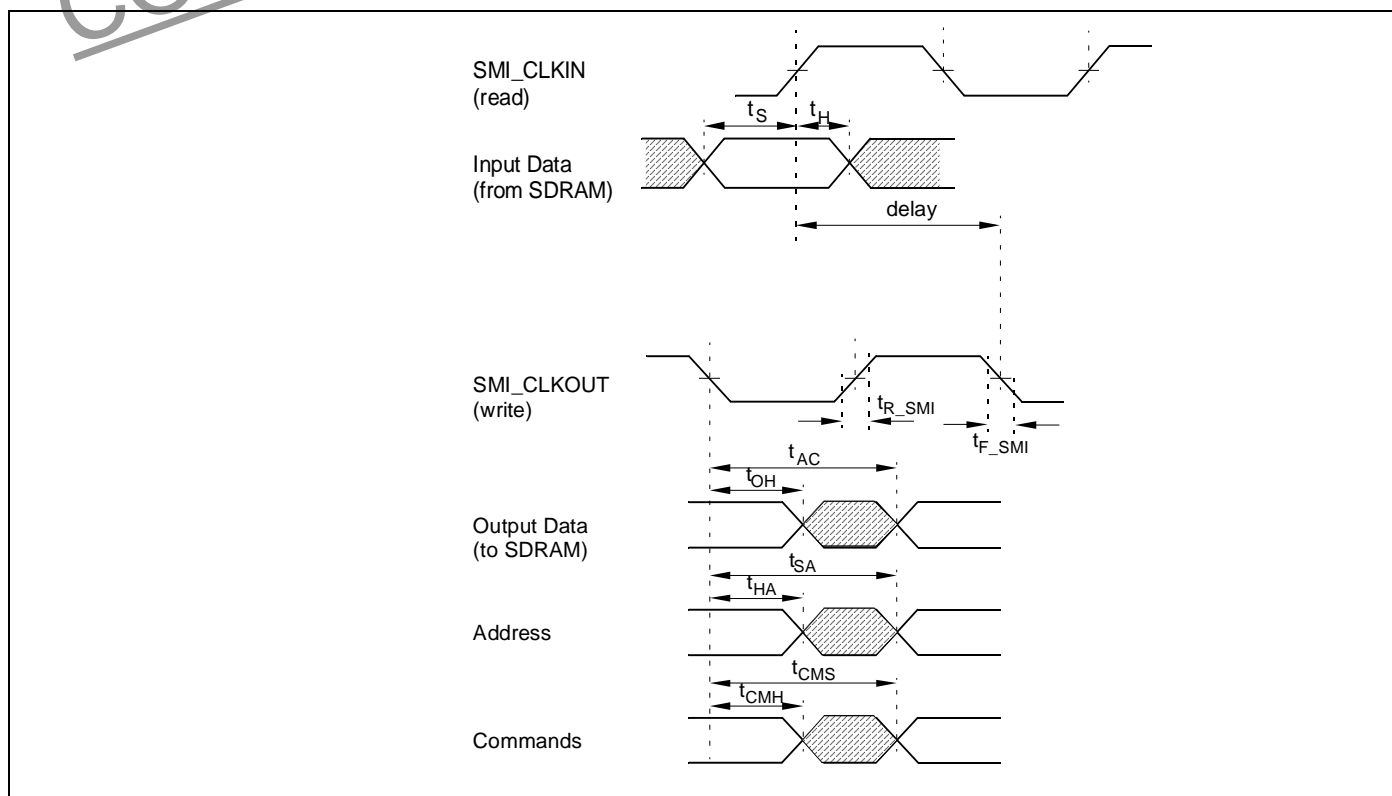 SMI_CLKIN
(read)
tS
tH
Input Data
(from SDRAM)
delay
SMI_CLKOUT
(write)
tR_SMI
tF_SMI
tAC
tOH
Output Data
(to SDRAM)
tSA
tHA
Address
tCMS
tCMH
Commands